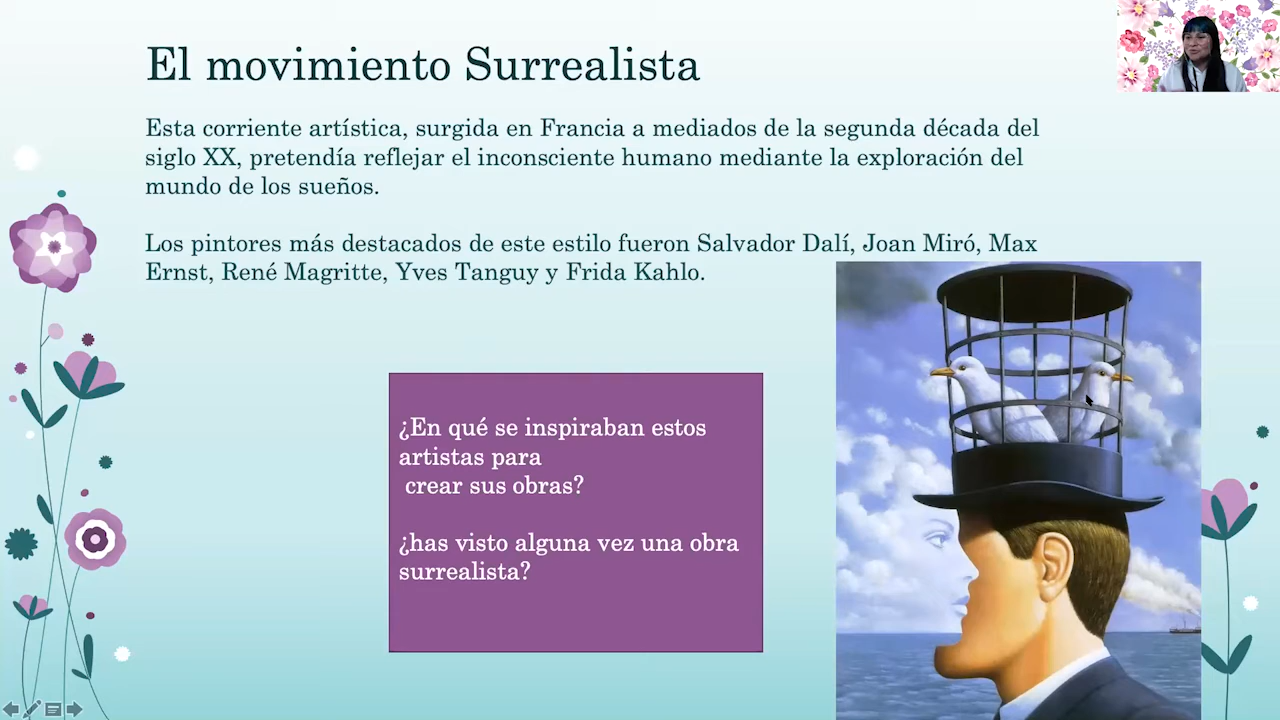 El movimiento Surrealista
Esta corriente artística, surgida en Francia a mediados de la segunda década del
siglo XX, pretendía reflejar el inconsciente humano mediante la exploración del
mundo de los sueños.
Los pintores más destacados de este estilo fueron Salvador Dalí, Joan Miró, Max
Ernst, René Magritte, Yves Tanguy y Frida Kahlo.
¿En qué se inspiraban estos
artistas para
crear sus obras?
¿has visto alguna vez una obra
surrealista?